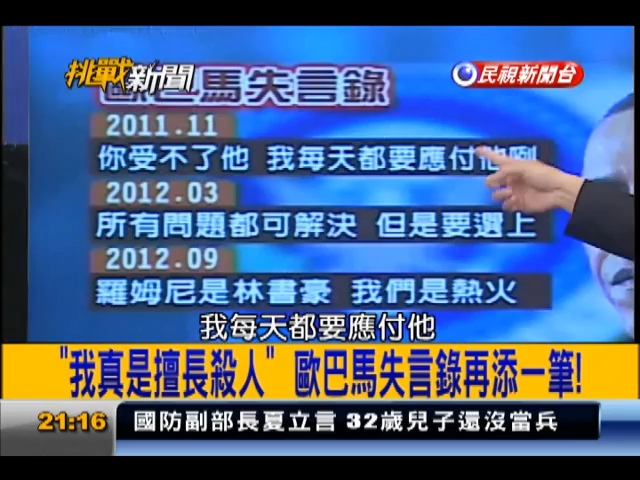 挑戰新聞
民視新聞台
歐巴馬失言錄
2011.11
你受不了他 我每天都要應付他咧
2012.03
所有問題都可解決 但是要選上
2012.09
羅姆尼是林書豪 我們是熱火
我每天都要應付他
"我真是擅長殺人" 歐巴馬失言錄再添一筆!
21:16 國防副部長夏立言 32歲兒子還沒當兵